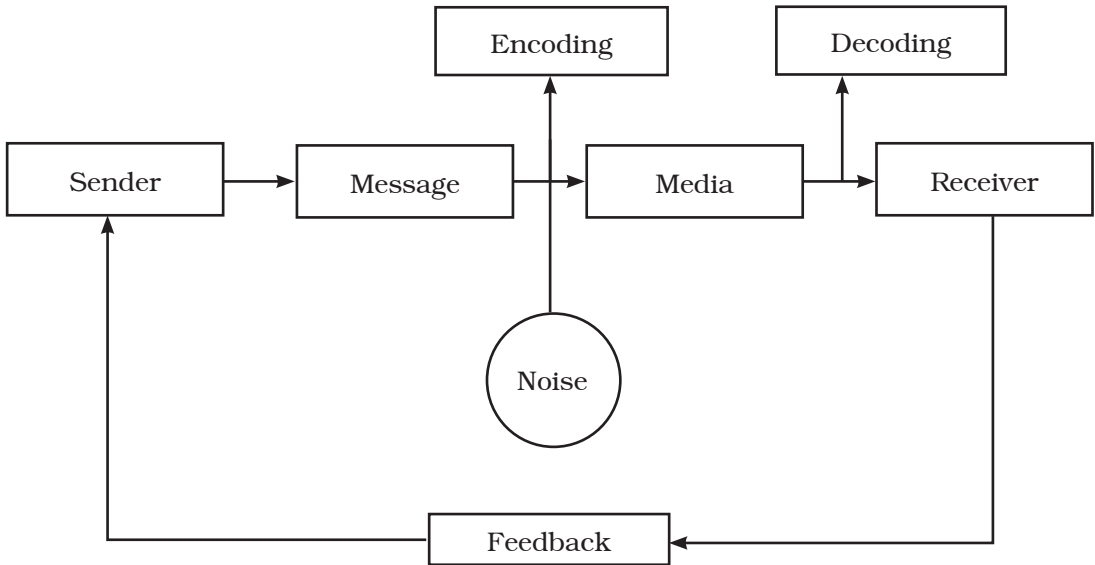 Encoding
Decoding
Sender
Message
Media
Receiver
Noise
Feedback